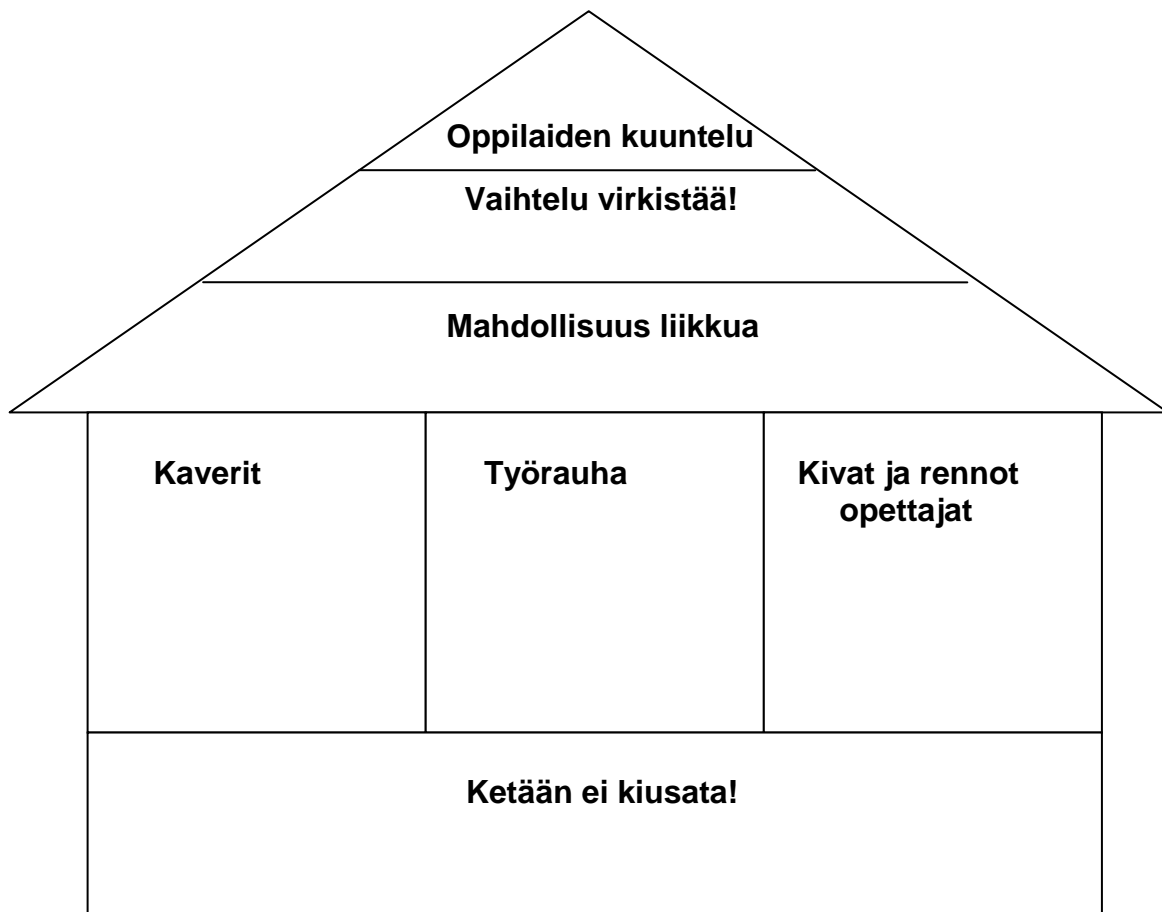 Oppilaiden kuuntelu
Vaihtelu virkistää!
Mahdollisuus liikkua
Kaverit
Työrauha
Kivat ja rennot
opettajat
Ketään ei kiusata!